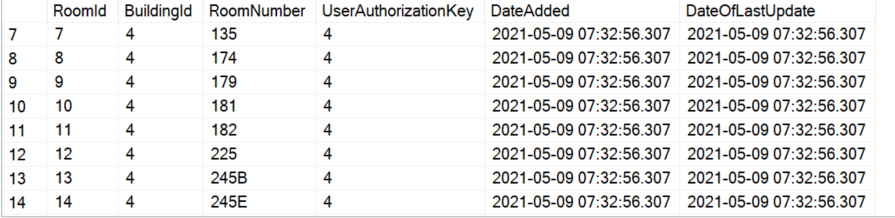 RoomId BuildingId RoomNumber UserAuthorizationKey DateAdded DateOfLastUpdate
7 7 4 135 4 2021-05-09 07:32:56.307 2021-05-09 07:32:56.307
8 8 4 174 4 2021-05-09 07:32:56.307 2021-05-09 07:32:56.307
9 9 4 179 4 2021-05-09 07:32:56.307 2021-05-09 07:32:56.307
10 10 4 181 4 2021-05-09 07:32:56.307 2021-05-09 07:32:56.307
11 11 4 182 4 2021-05-09 07:32:56.307 2021-05-09 07:32:56.307
12 12 4 225 4 2021-05-09 07:32:56.307 2021-05-09 07:32:56.307
13 13 4 245B 4 2021-05-09 07:32:56.307 2021-05-09 07:32:56.307
14 14 4 245E 4 2021-05-09 07:32:56.307 2021-05-09 07:32:56.307